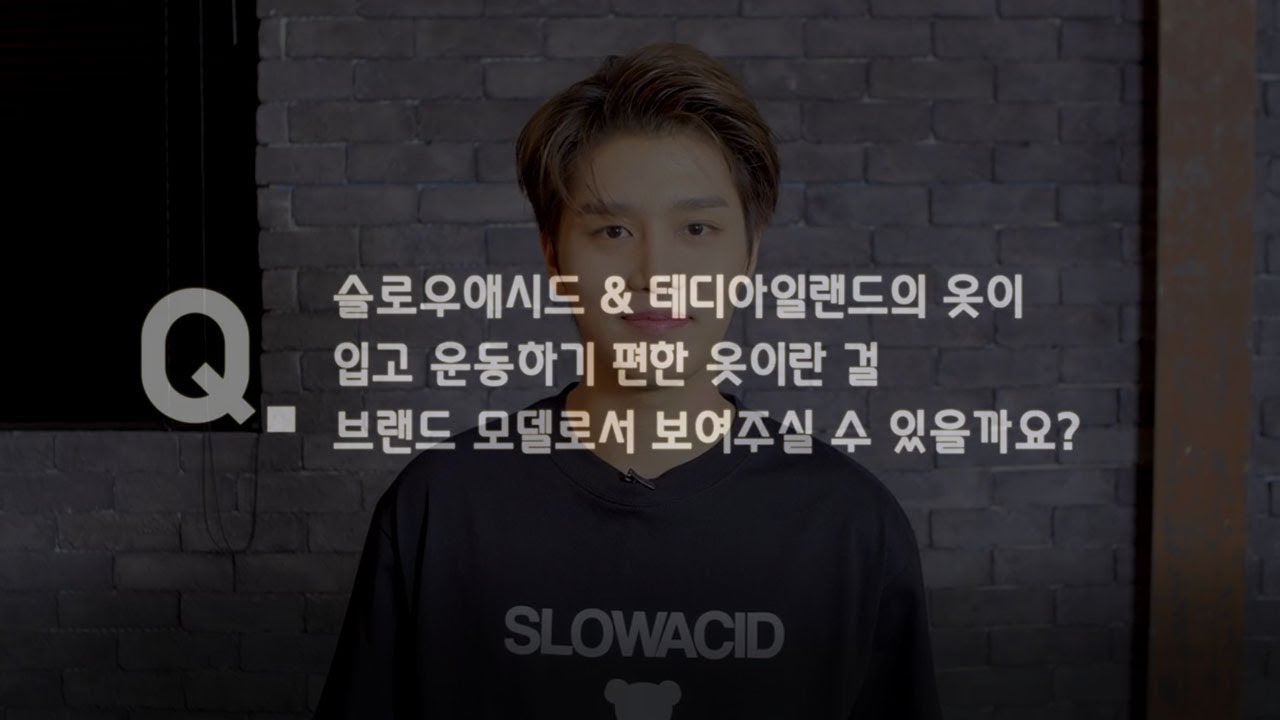 Q.
슬로우애시드 & 테디아일랜드의 옷이
입고 운동하기 편한 옷이란 걸
브랜드 모델로서 보여주실 수 있을까요?
SLOWACID